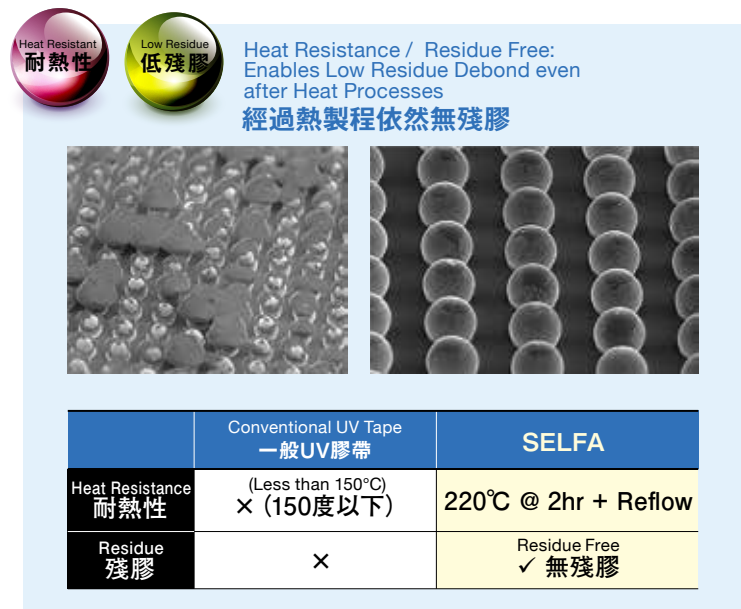 Heat Resistant
耐熱性
Low Residue
低殘膠
Heat Resistance / Residue Free:
Enables Low Residue Debond even
after Heat Processes
經過熱製程依然無殘膠
Conventional UV Tape
一般UV膠帶
SELFA
Heat Resistance
耐熱性
(Less than 150°C)
× (150度以下)
220℃ @ 2hr + Reflow
Residue
殘膠
×
Residue Free
✓ 無殘膠